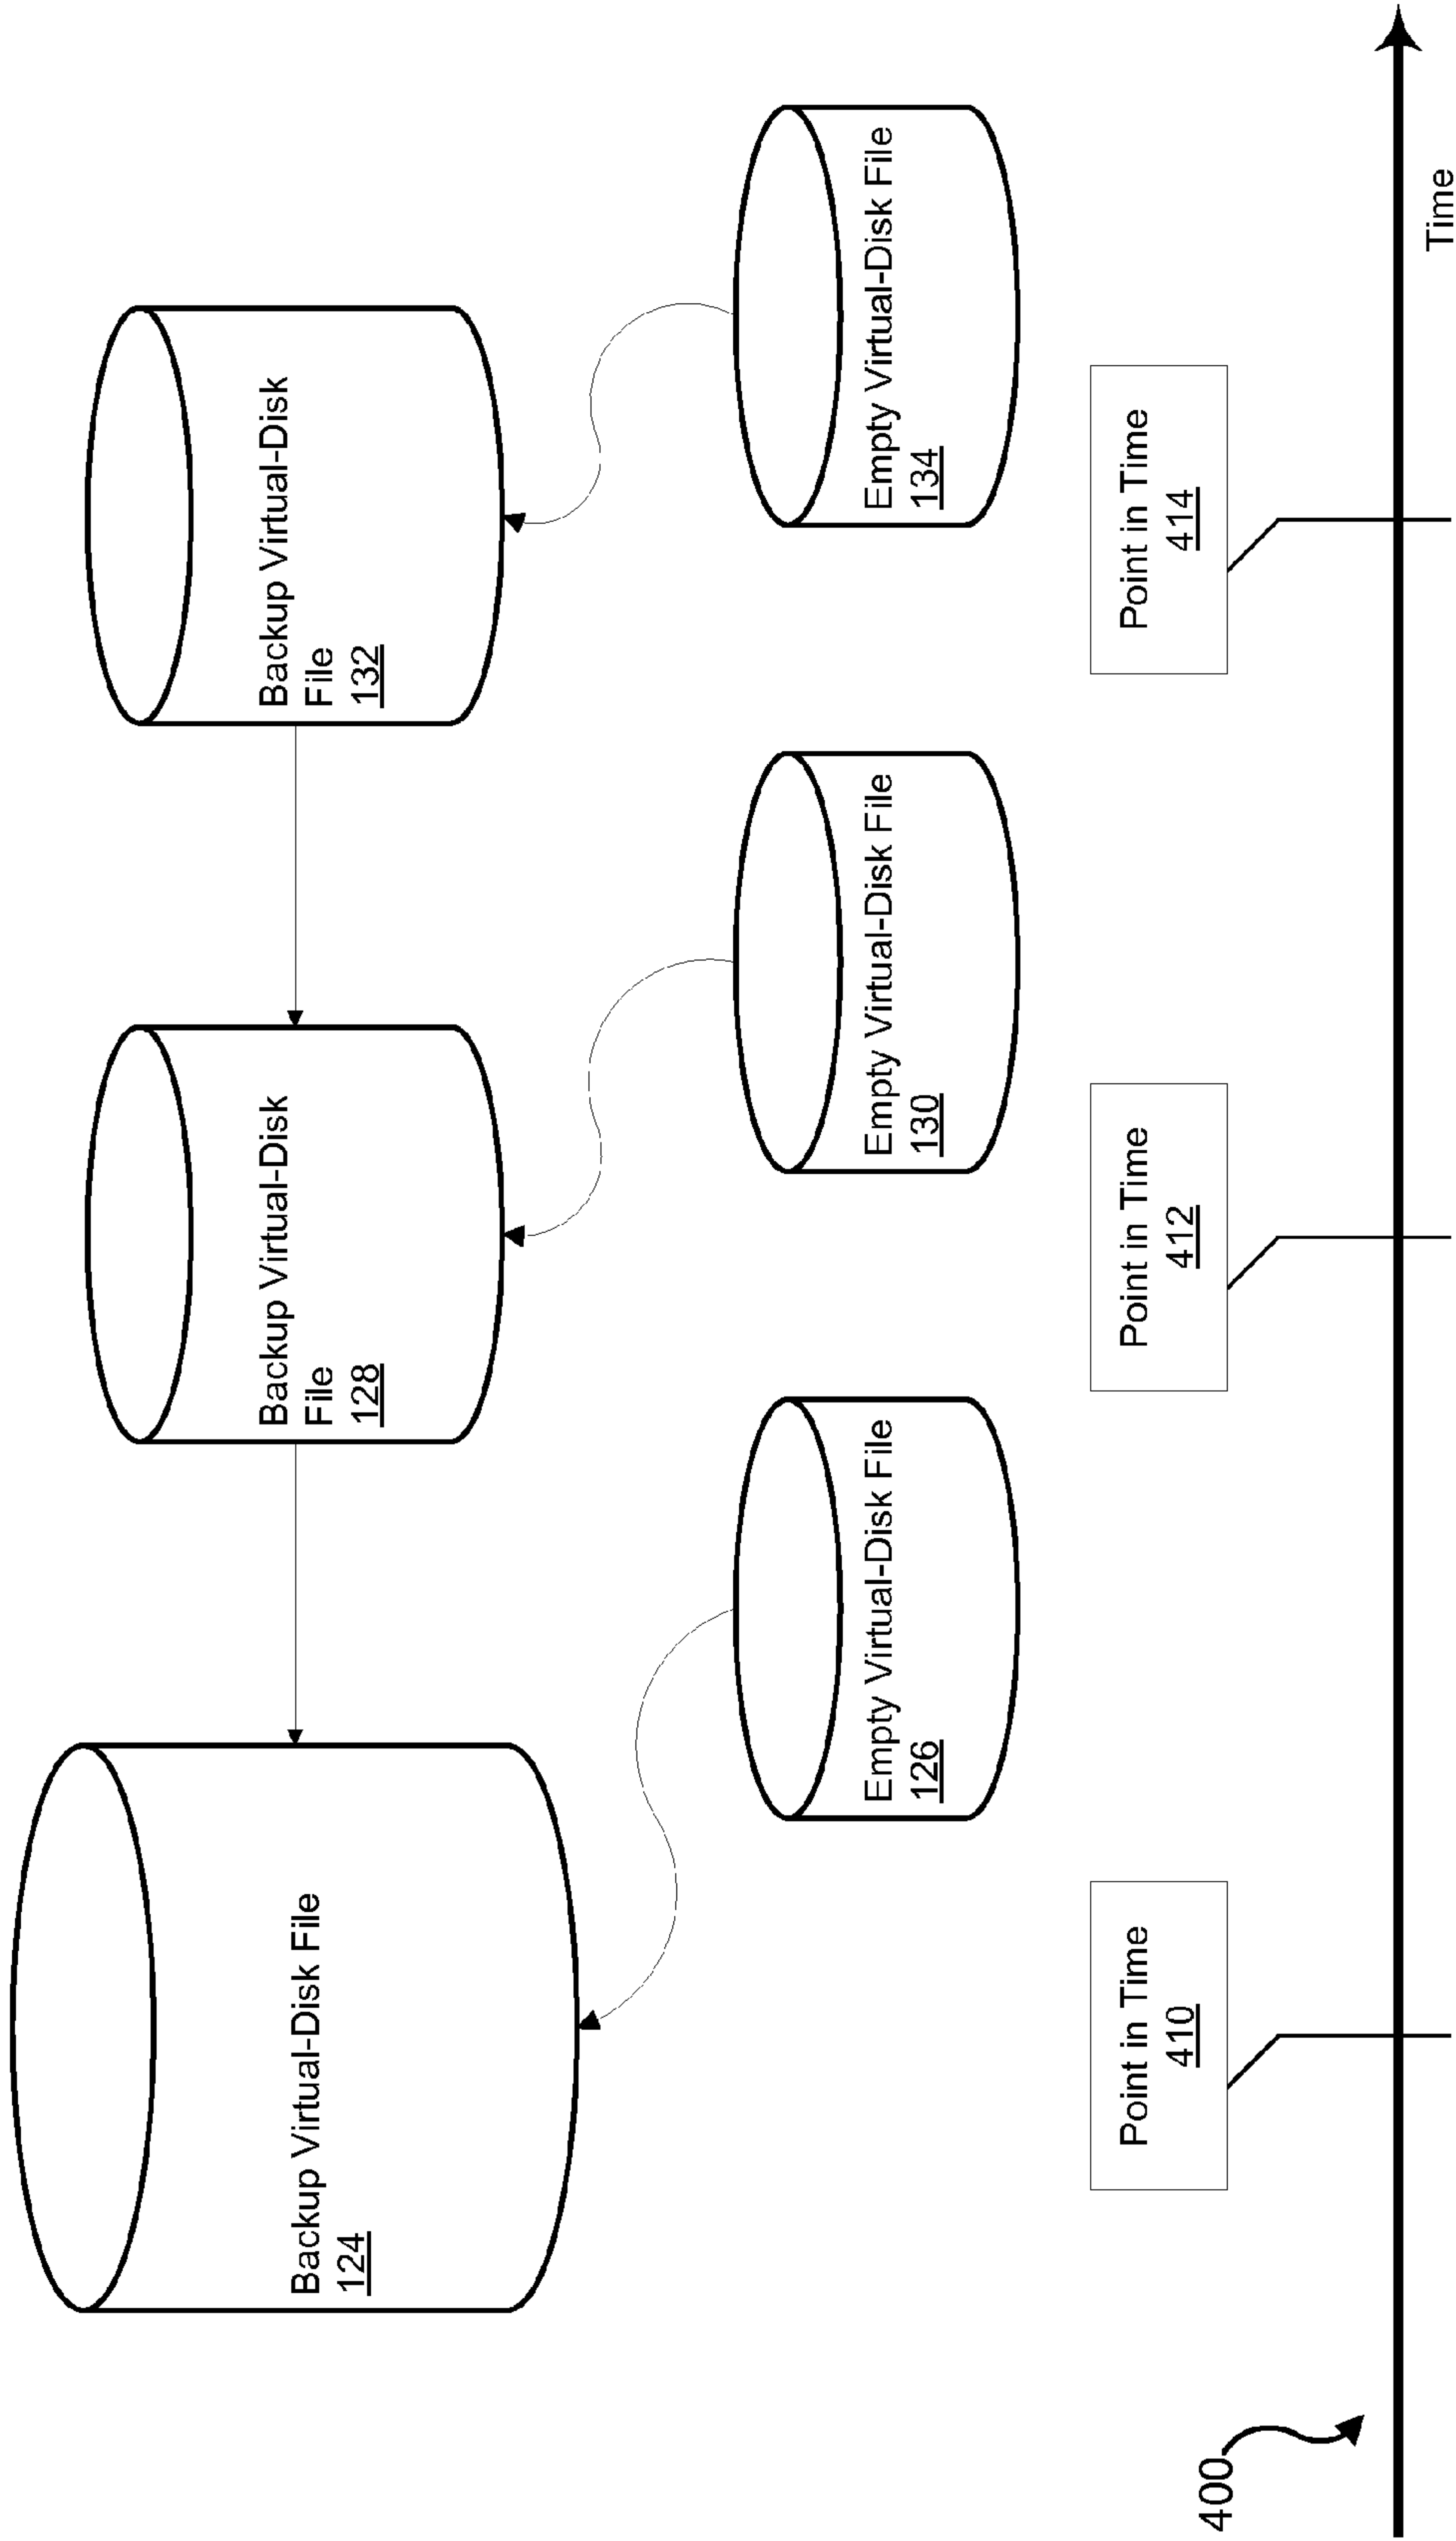 Backup Virtual-Disk File
124
Backup Virtual-Disk
File
128
Backup Virtual-Disk
File
132
Empty Virtual-Disk File
126
Empty Virtual-Disk File
130
Empty Virtual-Disk File
134
Point in Time
410
Point in Time
412
Point in Time
414
400
Time